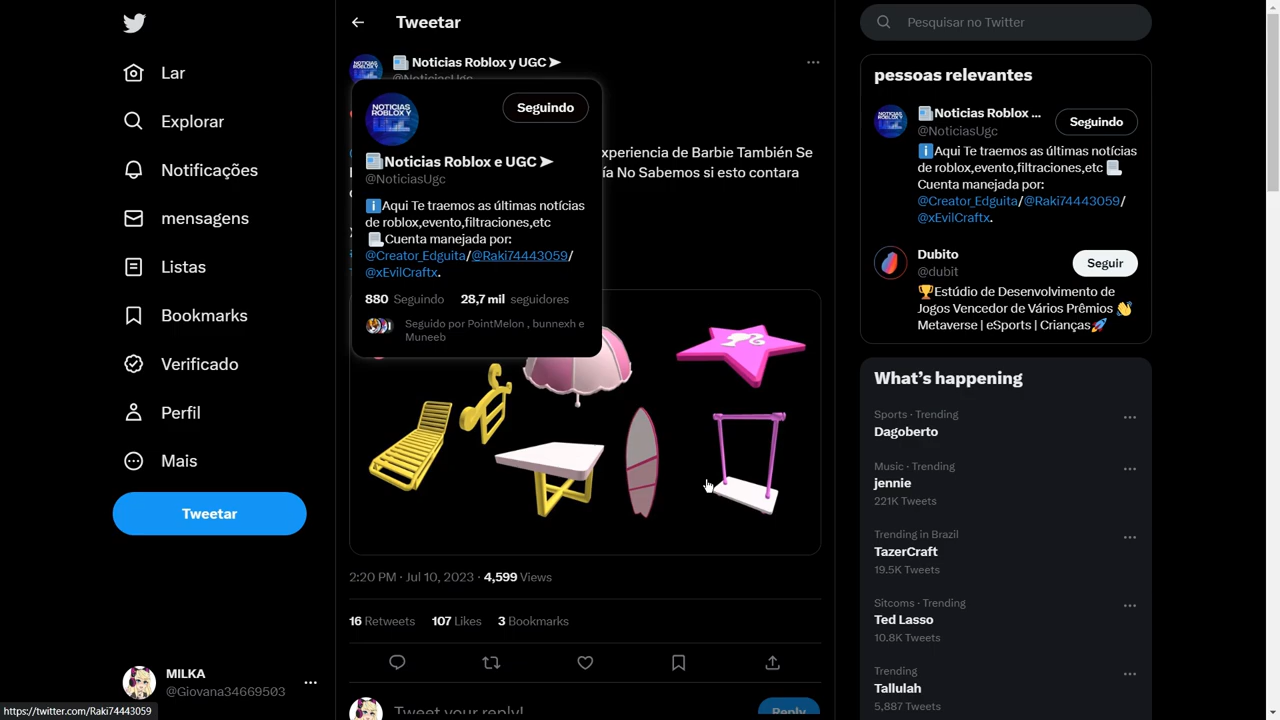 Lar
Explorar
Notificações
mensagens
Listas
Bookmarks
Verificado
Perfil
Mais
Tweetar
MILKA
@Giovana34669503
https://twitter.com/Raki74443059
Tweetar
Noticias Roblox y UGC ➤
@NoticiasUgc
xperiencia de Barbie También Se
ía No Sabemos si esto contara
NOTICIAS
ROBLOX Y
Seguindo
Noticias Roblox e UGC ➤
@NoticiasUgc
Aqui Te traemos as últimas notícias
de roblox,evento,filtraciones,etc
Cuenta manejada por:
@Creator_Edguita/@Raki74443059/
@xEvilCraftx.
880 Seguindo 28,7 mil seguidores
Seguido por PointMelon , bunnexh e
Muneeb
2:20 PM · Jul 10, 2023 · 4,599 Views
16 Retweets 107 Likes 3 Bookmarks
Tweet your reply!
Reply
Pesquisar no Twitter
pessoas relevantes
Noticias Roblox ...
@NoticiasUgc
Seguindo
Aqui Te traemos as últimas notícias
de roblox,evento,filtraciones,etc
Cuenta manejada por:
@Creator_Edguita/@Raki74443059/
@xEvilCraftx.
Dubito
@dubit
Seguir
Estúdio de Desenvolvimento de
Jogos Vencedor de Vários Prêmios
Metaverse | eSports | Crianças
What's happening
Sports · Trending
Dagoberto
Music · Trending
jennie
221K Tweets
Trending in Brazil
TazerCraft
19.5K Tweets
Sitcoms · Trending
Ted Lasso
10.8K Tweets
Trending
Tallulah
5,887 Tweets